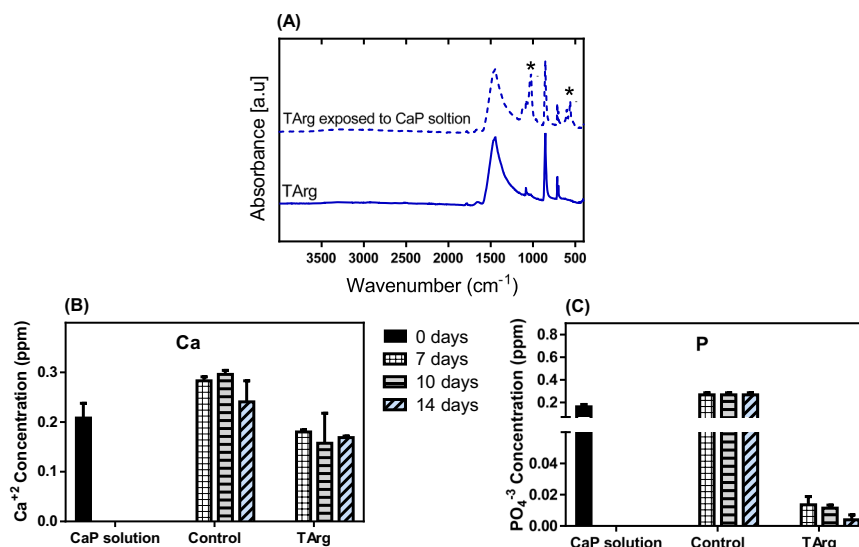 (A)
Absorbance [a.u]
*
*
TArg exposed to CaP soltion
TArg
3500 3000 2500 2000 1500 1000 500
Wavenumber (cm-1)
(B)
Ca+2 Concentration (ppm)
Ca
0.3
0.2
0.1
0.0
CaP solution Control TArg
0 days
7 days
10 days
14 days
(C)
PO4-3 Concentration (ppm)
P
0.8
0.6
0.4
0.2
0.04
0.02
0.00
CaP solution Control TArg